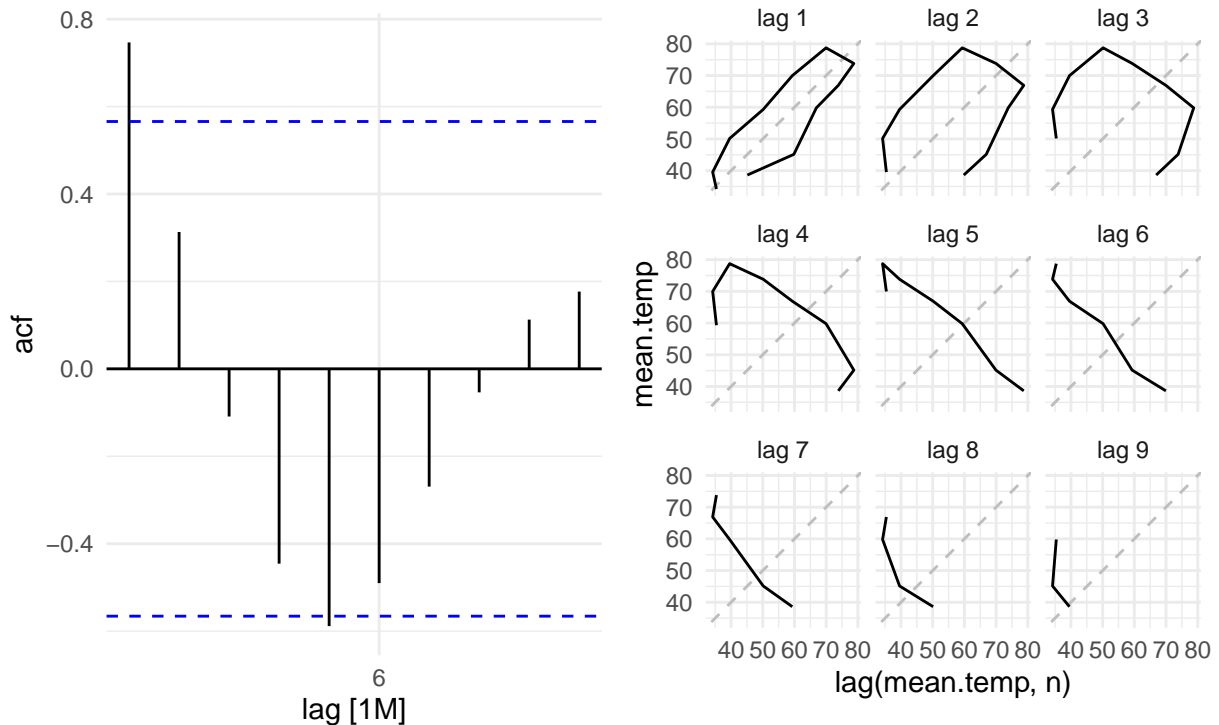 0.8
0.4
0.0
−0.4
acf
6
lag [1M]
lag 1
lag 2
lag 3
80
70
60
50
40
lag 4
lag 5
lag 6
80
70
60
50
40
mean.temp
lag 7
lag 8
lag 9
80
70
60
50
40
40 50 60 70 80
40 50 60 70 80
40 50 60 70 80
lag(mean.temp, n)